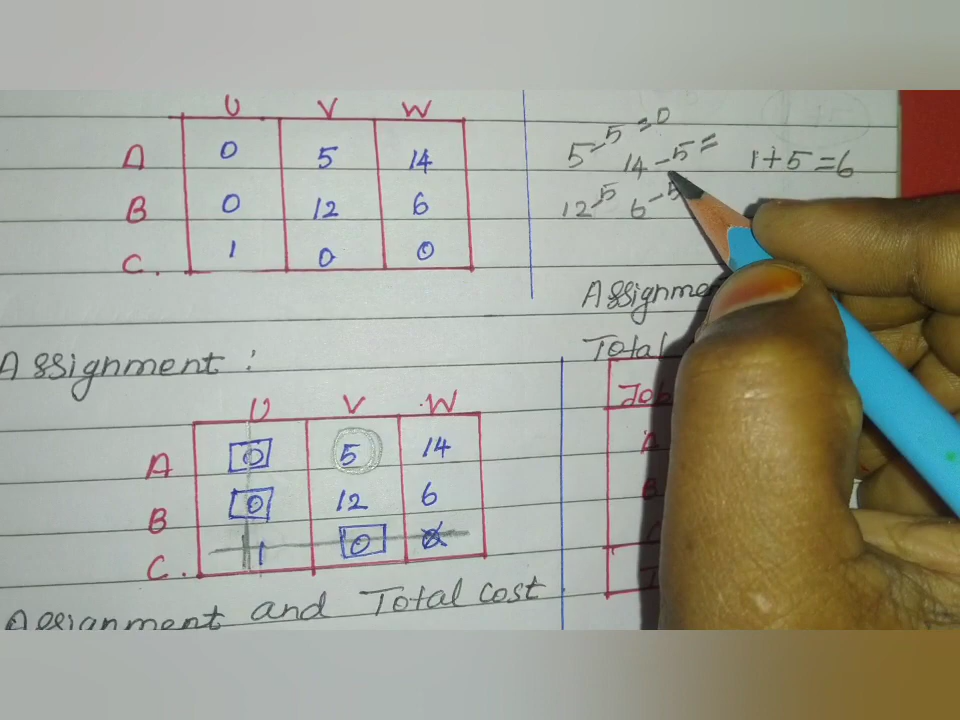 U V W
A 0 5 14
B 0 12 6
C. 1 0 0
5-5=0
14-5= 1+5=6
12-5 6-5
Assignme
Total
Assignment :
U V W
A 0 5 14
B 0 12 6
C. 1 0 0
Job
A
B
Assignment and Total cost